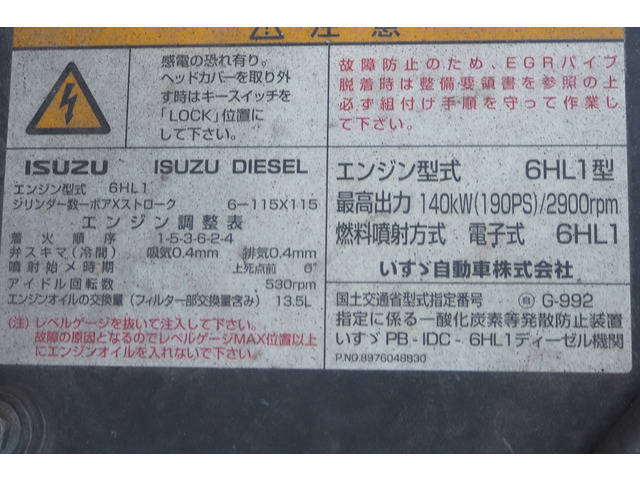 注意
感電の恐れ有り。
ヘッドカバーを取り外
す時はキースイッチを
「LOCK」位置に
して下さい。
故障防止のため、EGRパイプ
脱着時は整備要領書を参照の上
必ず組付け手順を守って作業し
て下さい。
ISUZU ISUZU DIESEL
エンジン型式 6HL1
シリンダー数ーボアXストローク 6-115X115
エンジン調整表
着火順序 1-5-3-6-2-4
弁スキマ(冷間) 吸気0.4mm 排気0.4mm
噴射始メ時期 上死点前 0°
アイドル回転数 530rpm
エンジンオイルの交換量(フィルター部交換量含み) 13.5L
(注) レベルゲージを抜いて注入して下さい。
故障の原因となるのでレベルゲージMAX位置以上
にエンジンオイルを入れないで下さい。
エンジン型式 6HL1型
最高出力 140kW(190PS)/2900rpm
燃料噴射方式 電子式 6HL1
いすゞ自動車株式会社
国土交通省型式指定番号 G-992
指定に係る一酸化炭素等発散防止装置
いすゞPB-IDC-6HL1ディーゼル機関
P.NO.8976048830